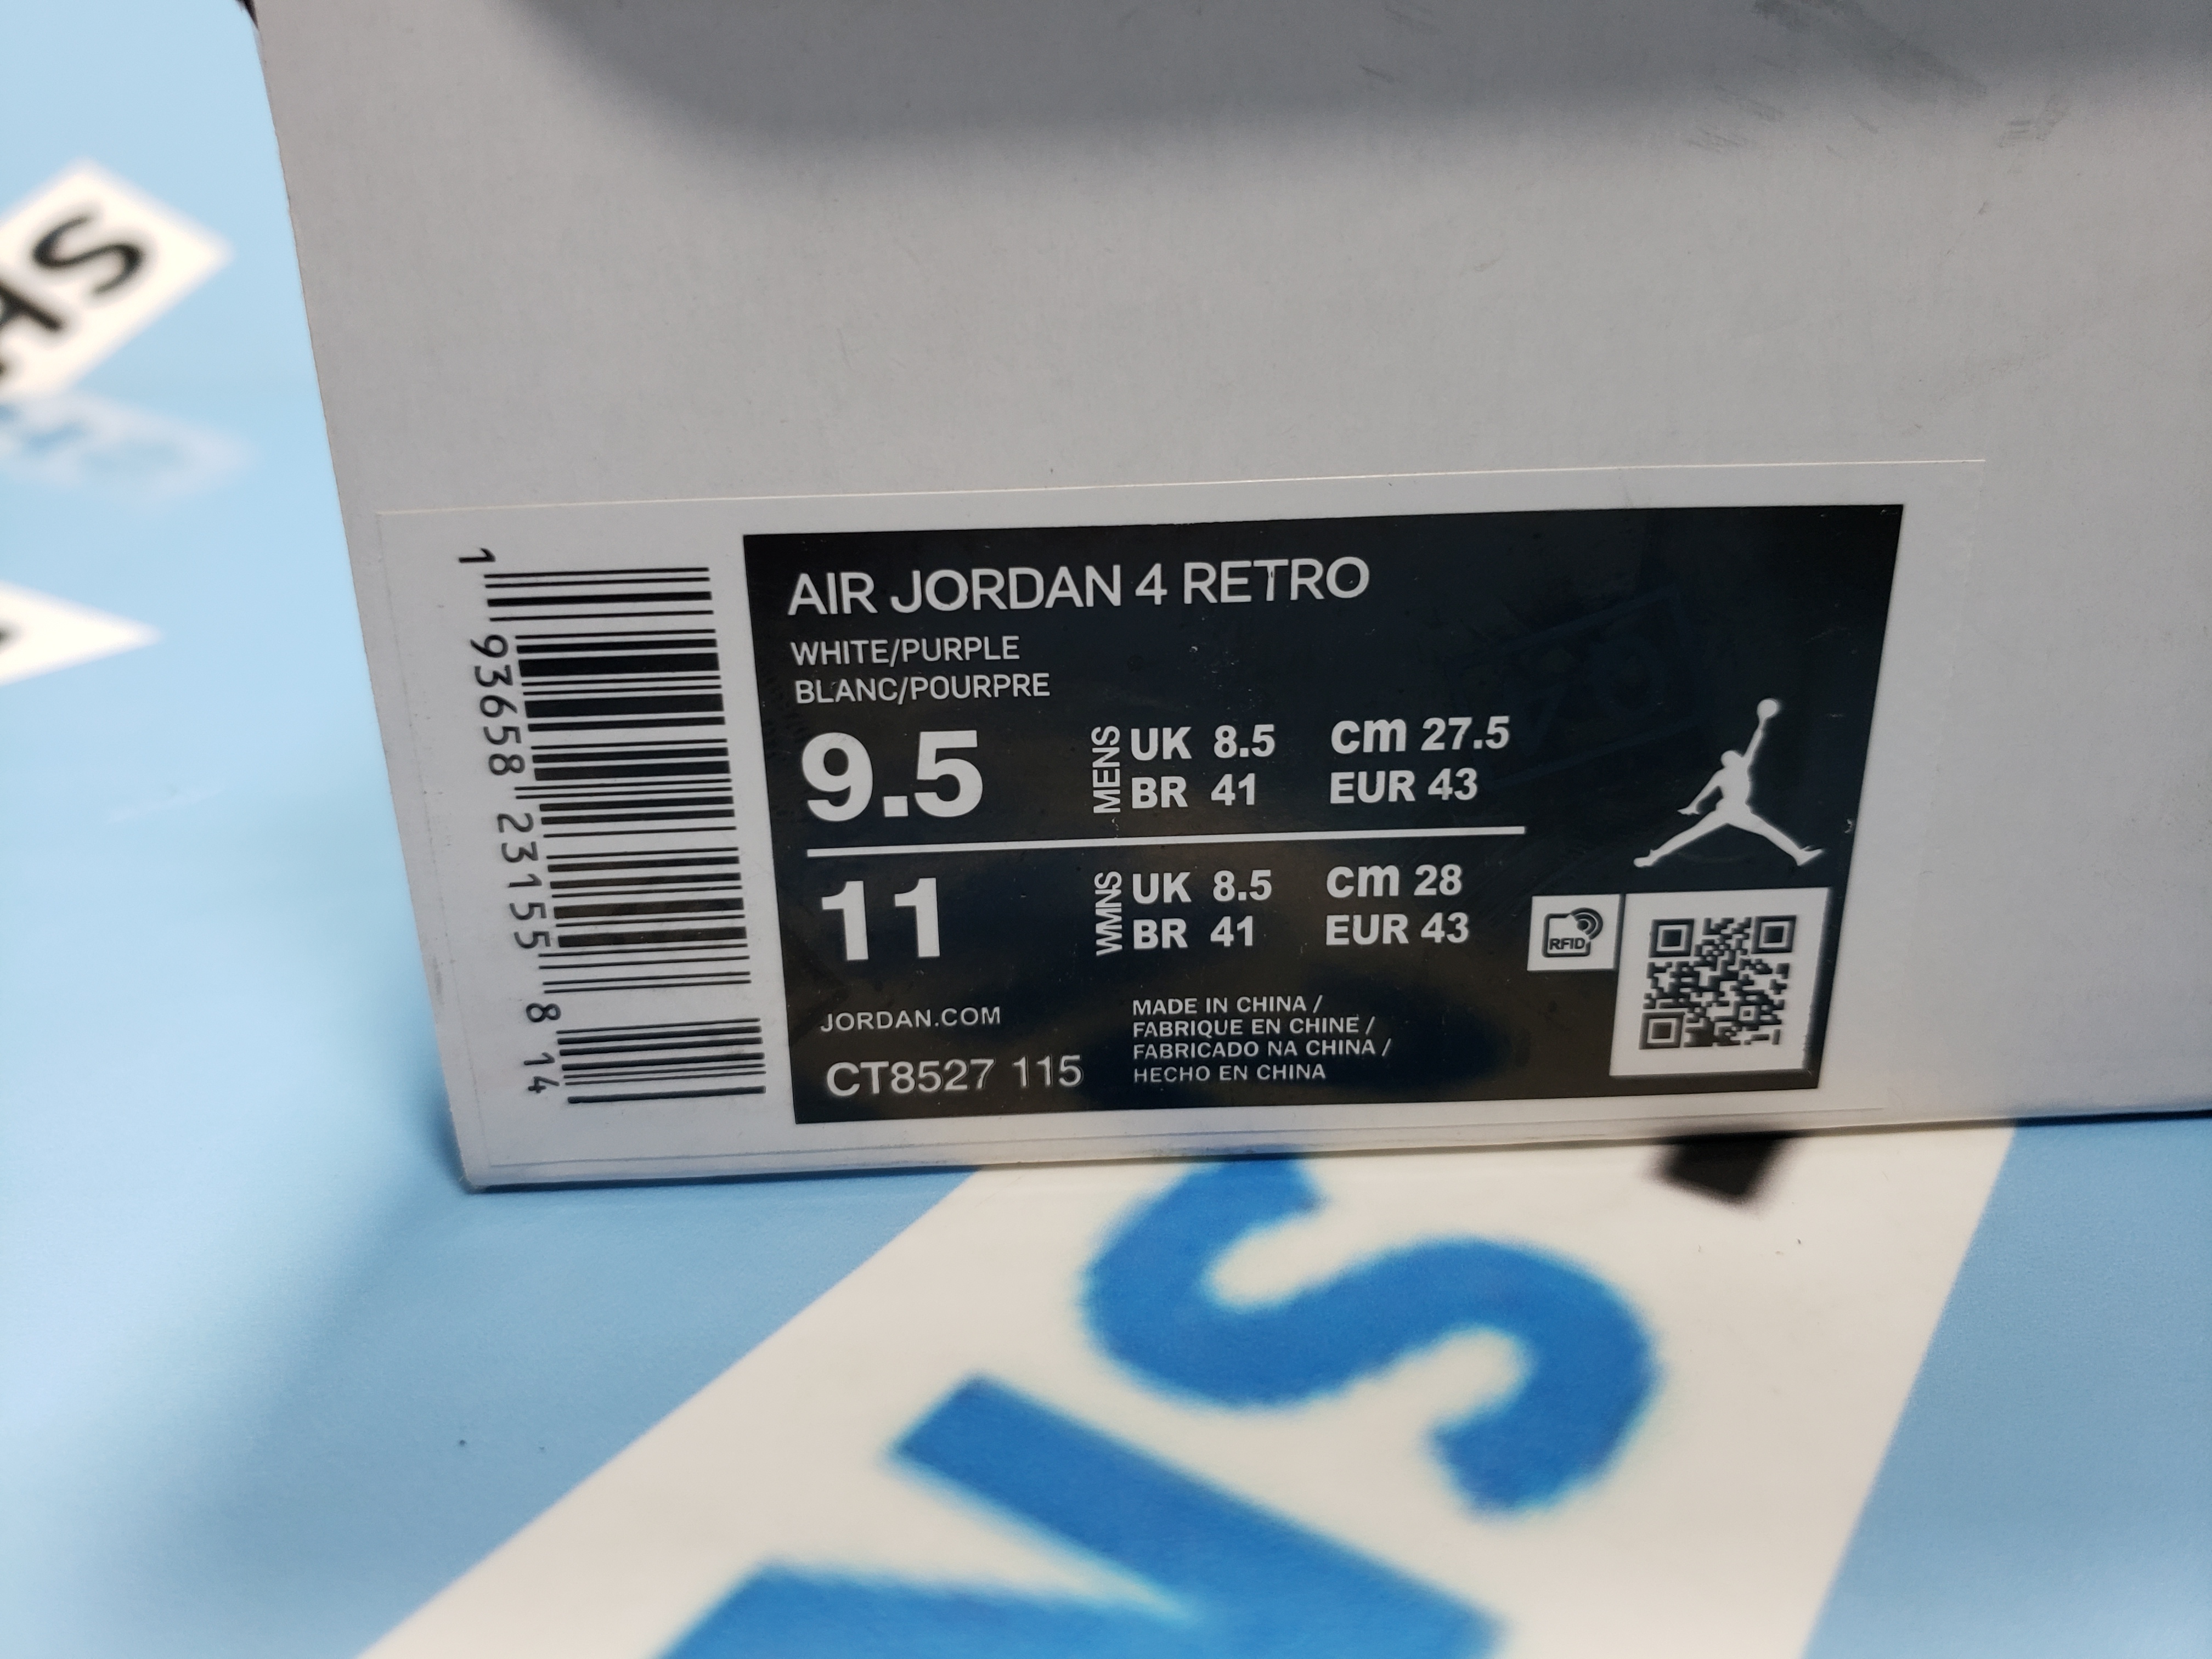 AIR JORDAN 4 RETRO
WHITE/PURPLE
BLANC/POURPRE
9.5 MENS UK 8.5 cm 27.5
BR 41 EUR 43
11 WMNS UK 8.5 cm 28
BR 41 EUR 43
RFID
JORDAN.COM
CT8527 115
MADE IN CHINA /
FABRIQUE EN CHINE /
FABRICADO NA CHINA /
HECHO EN CHINA
1 93658 23155 8 14